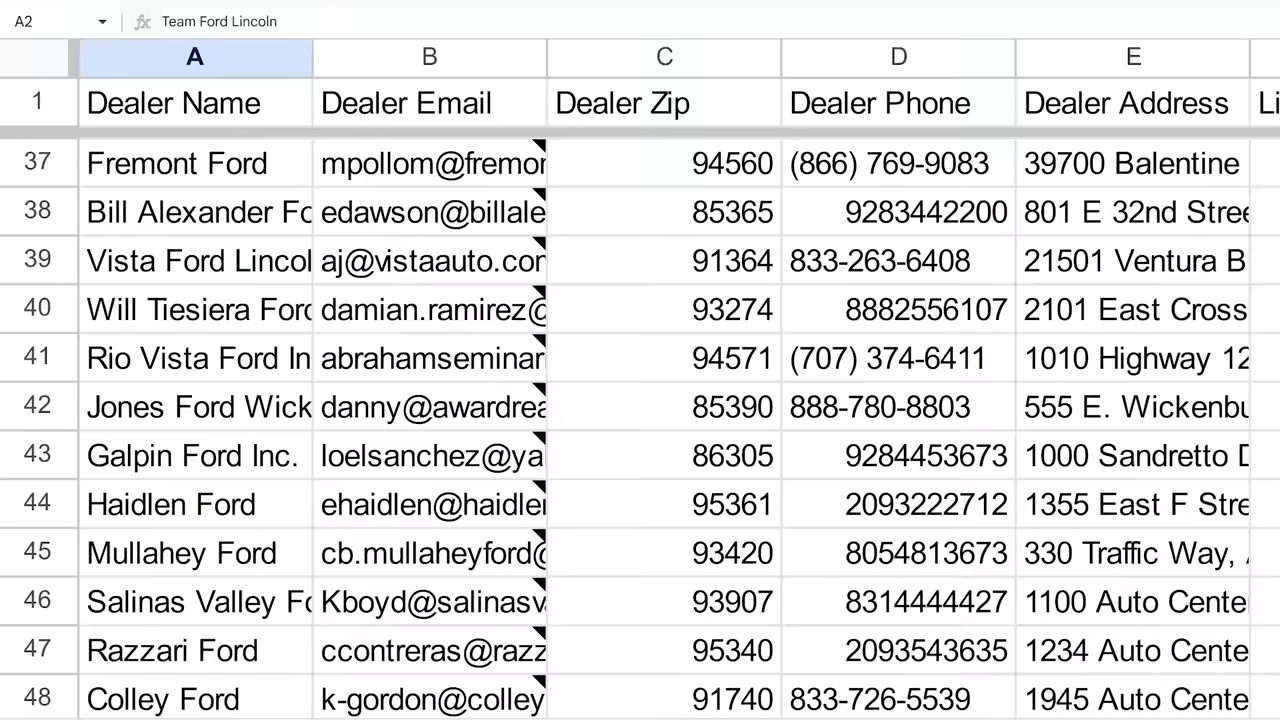 A2 fx Team Ford Lincoln
A B C D E
1 Dealer Name Dealer Email Dealer Zip Dealer Phone Dealer Address Li
37 Fremont Ford mpollom@fremon 94560 (866) 769-9083 39700 Balentine
38 Bill Alexander Fo edawson@billale 85365 9283442200 801 E 32nd Stree
39 Vista Ford Lincol aj@vistaauto.com 91364 833-263-6408 21501 Ventura B
40 Will Tiesiera Ford damian.ramirez@ 93274 8882556107 2101 East Cross
41 Rio Vista Ford In abrahamseminar 94571 (707) 374-6411 1010 Highway 12
42 Jones Ford Wick danny@awardrea 85390 888-780-8803 555 E. Wickenbu
43 Galpin Ford Inc. loelsanchez@ya 86305 9284453673 1000 Sandretto D
44 Haidlen Ford ehaidlen@haidlen 95361 2093222712 1355 East F Stre
45 Mullahey Ford cb.mullaheyford@ 93420 8054813673 330 Traffic Way,
46 Salinas Valley Fo Kboyd@salinasv 93907 8314444427 1100 Auto Cente
47 Razzari Ford ccontreras@razz 95340 2093543635 1234 Auto Cente
48 Colley Ford k-gordon@colley 91740 833-726-5539 1945 Auto Cente